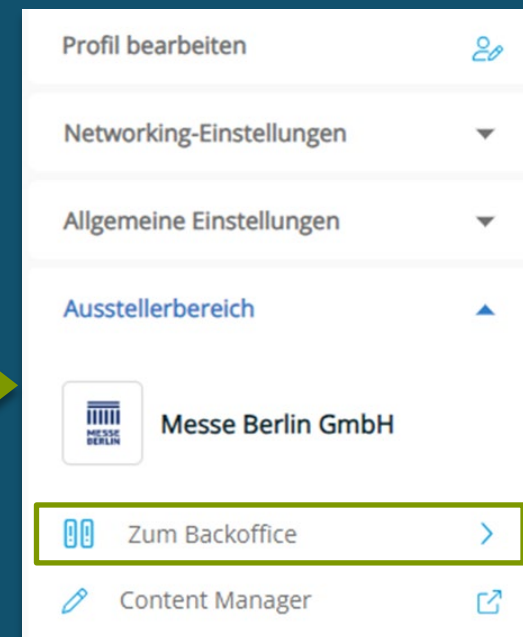 Profil bearbeiten
Networking-Einstellungen
Allgemeine Einstellungen
Ausstellerbereich
MESSE
BERLIN
Messe Berlin GmbH
Zum Backoffice
Content Manager